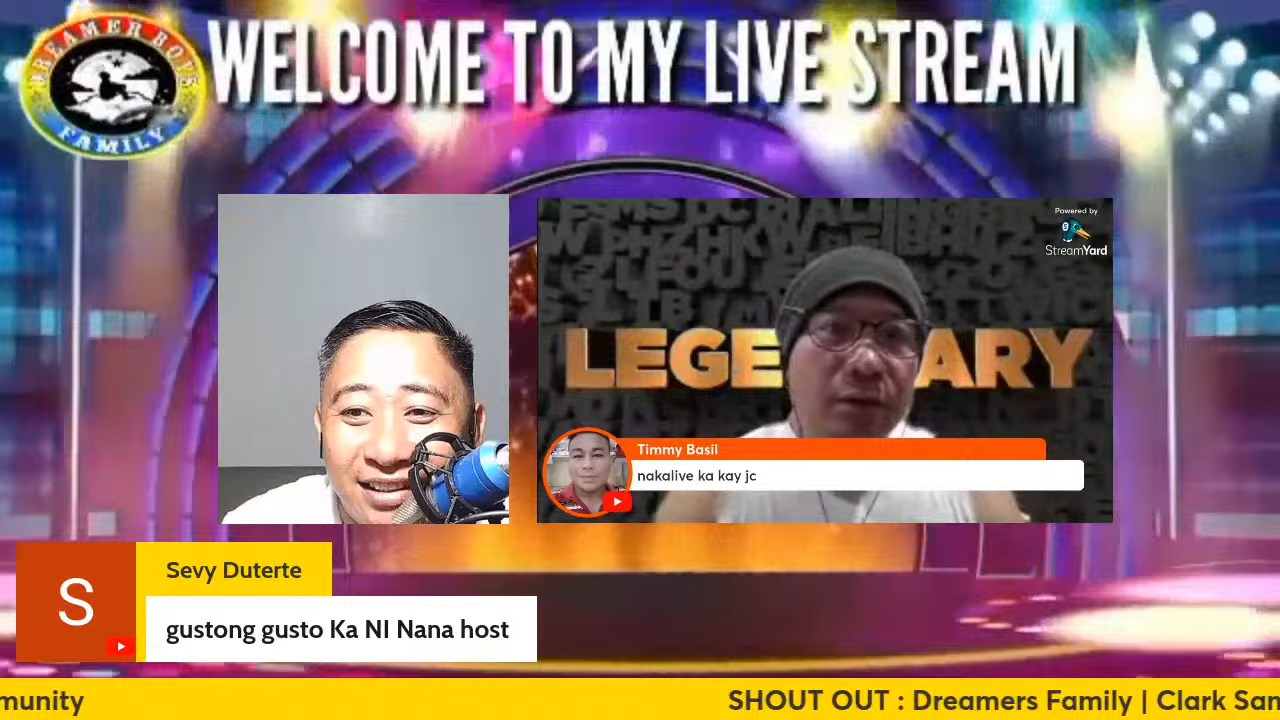 WELCOME TO MY LIVE STREAM
DREAMER BOYS
FAMILY
Powered by
StreamYard
LEGE ARY
Timmy Basil
nakalive ka kay jc
S
Sevy Duterte
gustong gusto Ka NI Nana host
munity
SHOUT OUT : Dreamers Family | Clark San